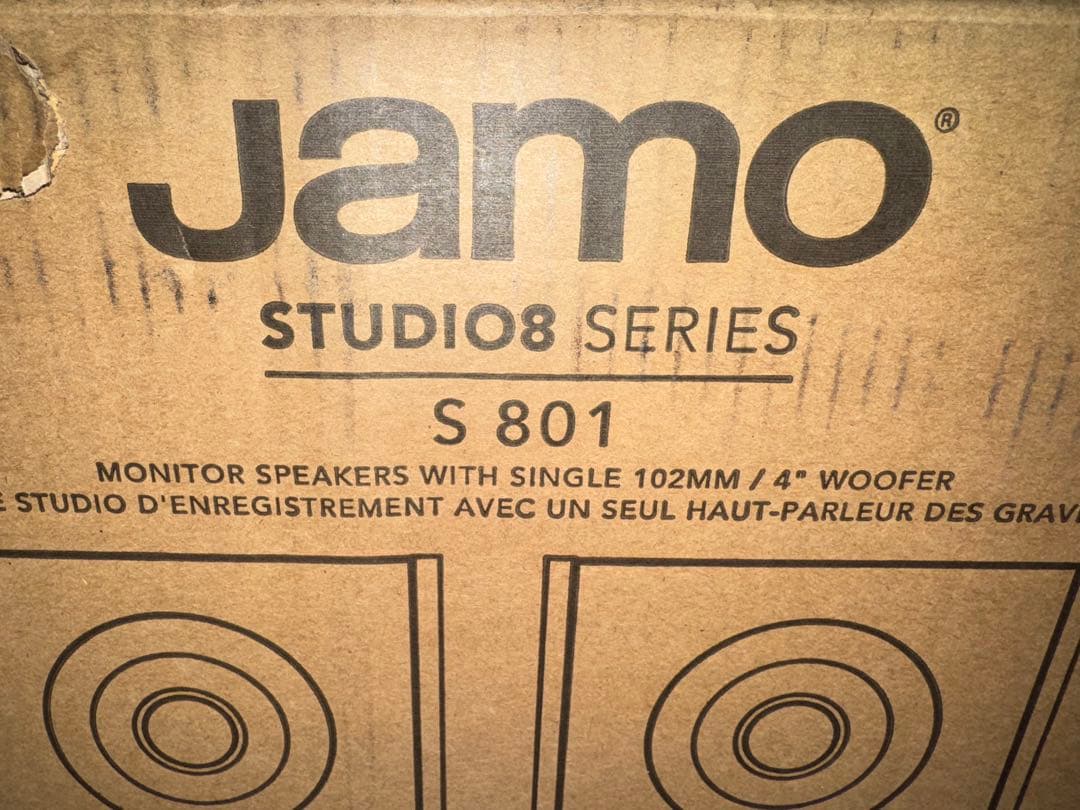 Jamo®
STUDIO8 SERIES
S 801
MONITOR SPEAKERS WITH SINGLE 102MM / 4" WOOFER
STUDIO D'ENREGISTREMENT AVEC UN SEUL HAUT-PARLEUR DES